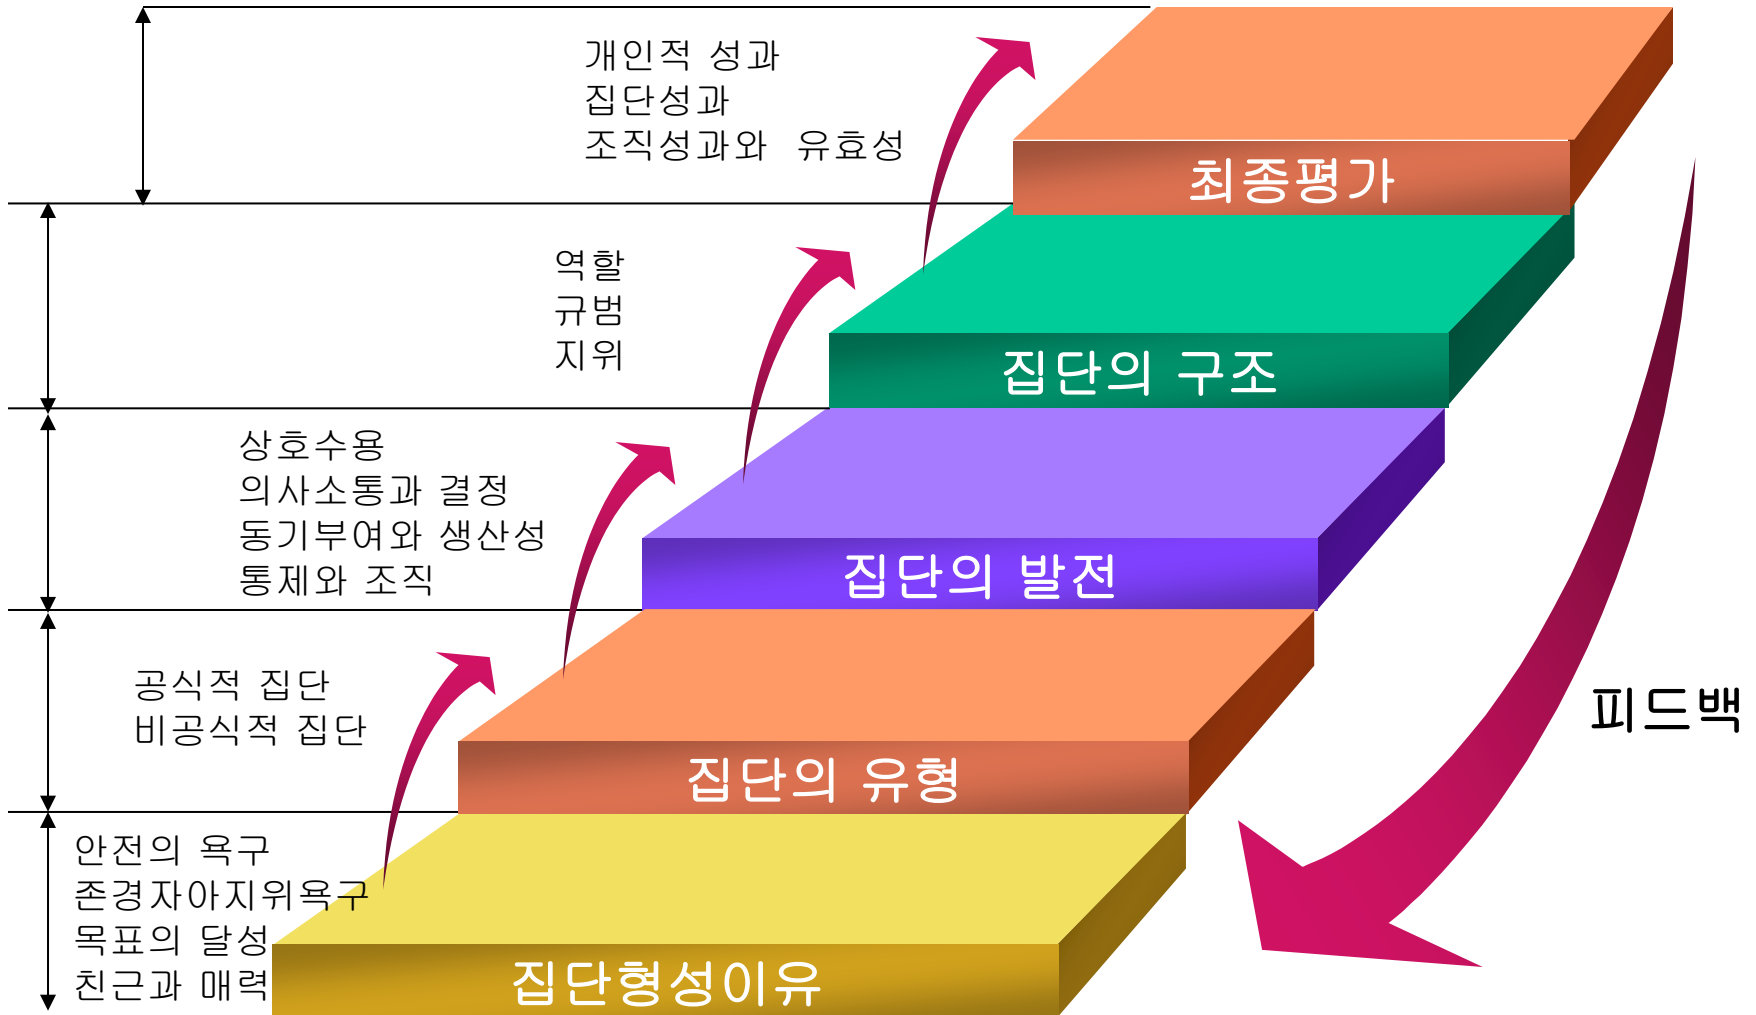 개인적 성과
집단성과
조직성과와 유효성
최종평가
역할
규범
지위
집단의 구조
상호수용
의사소통과 결정
동기부여와 생산성
통제와 조직
집단의 발전
공식적 집단
비공식적 집단
집단의 유형
피드백
안전의 욕구
존경자아지위욕구
목표의 달성
친근과 매력
집단형성이유